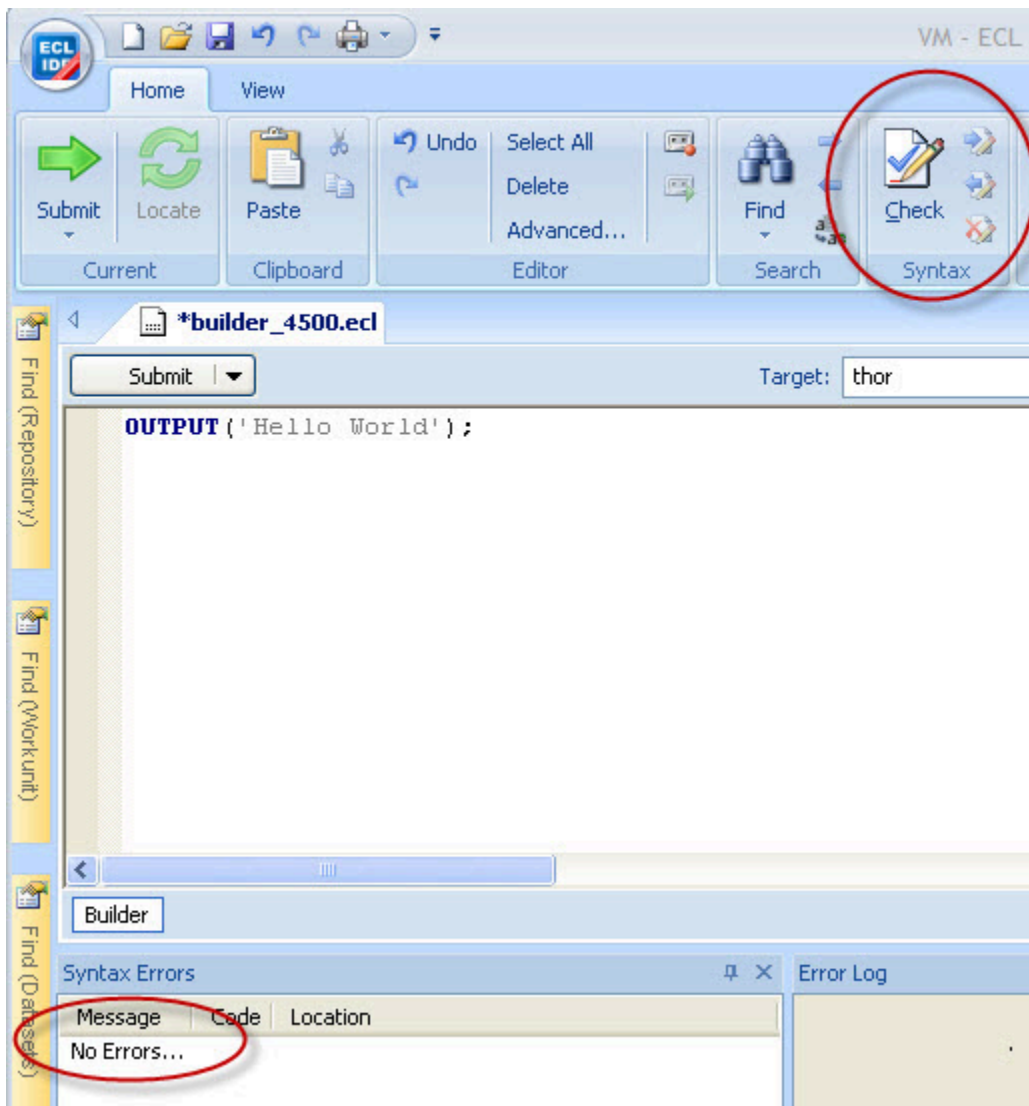 ECL
IDE
VM - ECL
Home View
Undo Select All
Delete
Submit Locate Paste Find Check
Advanced...
Current Clipboard Editor Search Syntax
*builder_4500.ecl
Submit Target: thor
OUTPUT('Hello World');
Find (Repository)
Find (Workunit)
Find (Datasets)
Builder
Syntax Errors Error Log
Message Code Location
No Errors...